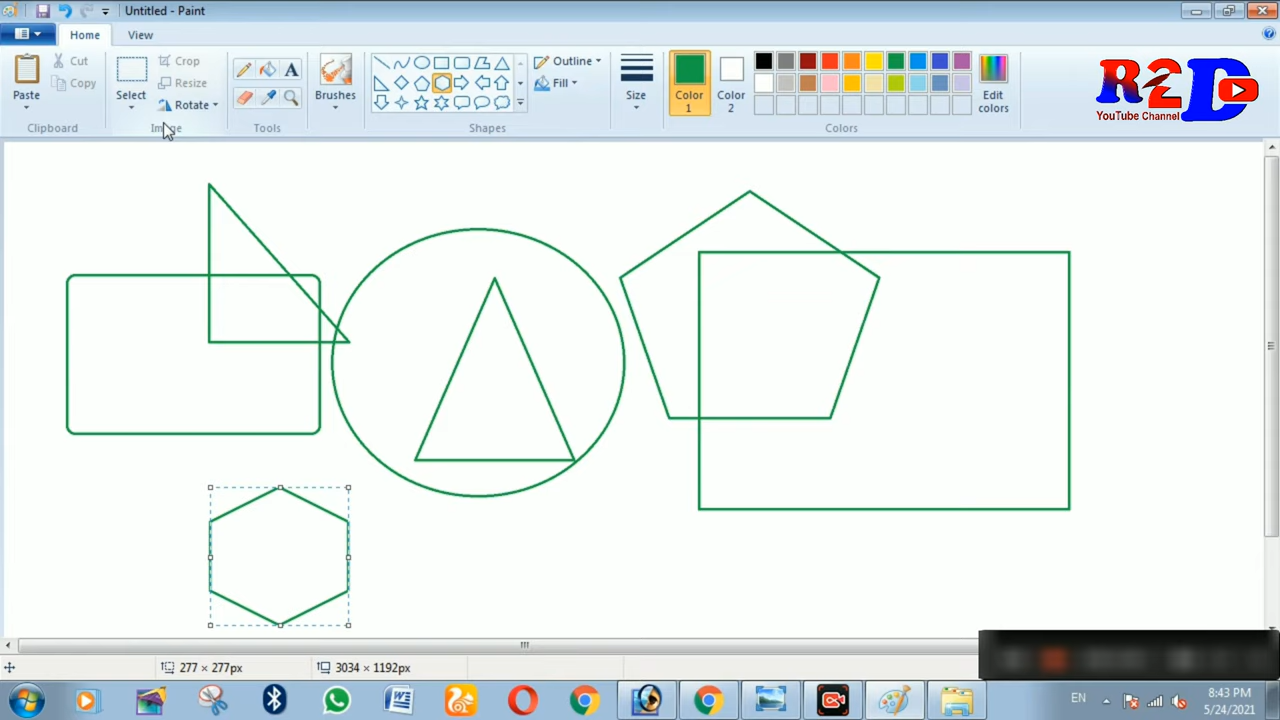 Untitled - Paint
Home
View
Paste
Cut
Copy
Clipboard
Select
Crop
Resize
Rotate
Image
A
Tools
Brushes
Shapes
Outline
Fill
Size
Color 1
Color 2
Edit colors
Colors
R2D
YouTube Channel
277 × 277px
3034 × 1192px
EN
8:43 PM
5/24/2021